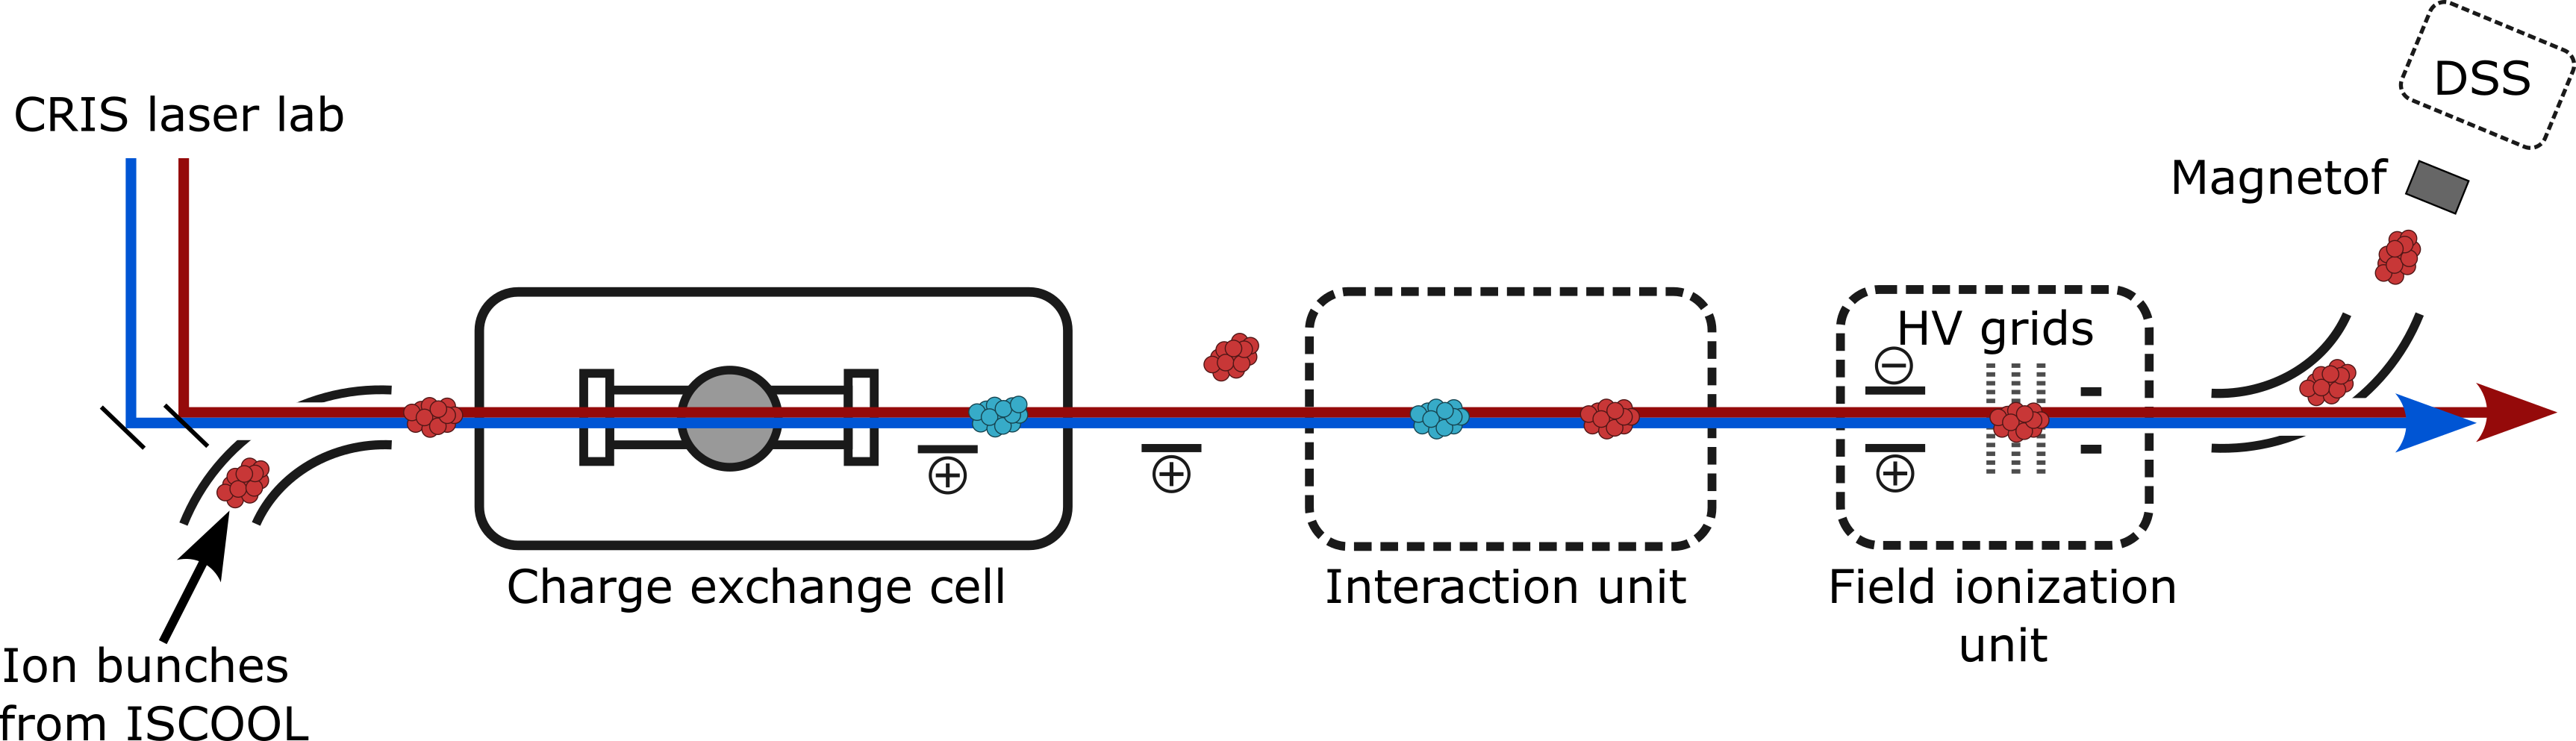 CRIS laser lab
DSS
Magnetof
HV grids
−
+
+
+
Charge exchange cell
Interaction unit
Field ionization
unit
Ion bunches
from ISCOOL